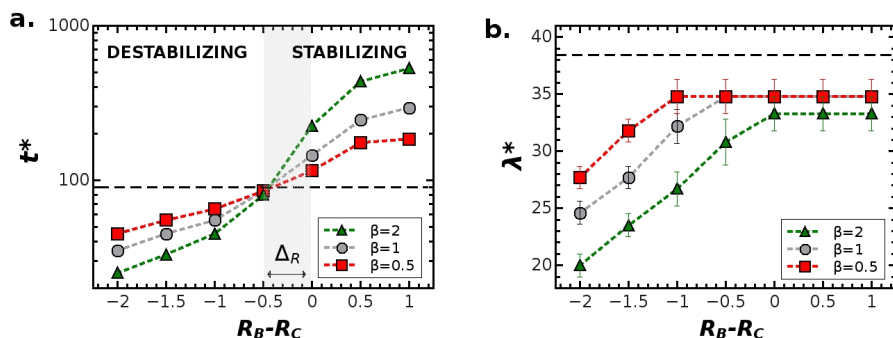 a.
DESTABILIZING STABILIZING
1000
100
t*
Δ_R
β=2
β=1
β=0.5
−2 −1.5 −1 −0.5 0 0.5 1
R_B-R_C
b.
40
35
30
25
20
λ*
β=2
β=1
β=0.5
−2 −1.5 −1 −0.5 0 0.5 1
R_B-R_C